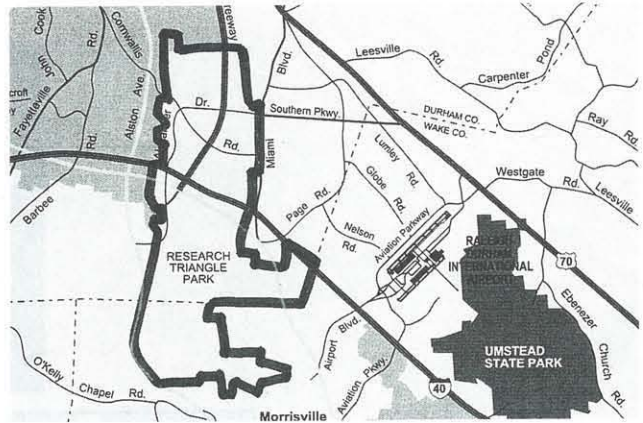 Cook
Rd.
John
Cornwallis
Ave.
Alston
reeway
Fayetteville
Rd.
Barbee
croft
Dr.
Rd.
Miami
Blvd.
Southern Pkwy.
Leesville Rd.
Carpenter Pond
Ray Rd.
DURHAM CO.
WAKE CO.
Lumley Rd.
Westgate Rd.
Leesville
Page Rd.
Globe Rd.
Nelson Rd.
Aviation Parkway
RESEARCH
TRIANGLE
PARK
RALEIGH
DURHAM
INTERNATIONAL
AIRPORT
70
Ebenezer Church Rd.
UMSTEAD
STATE PARK
Airport Blvd.
Aviation Pkwy.
40
O'Kelly Chapel Rd.
Morrisville